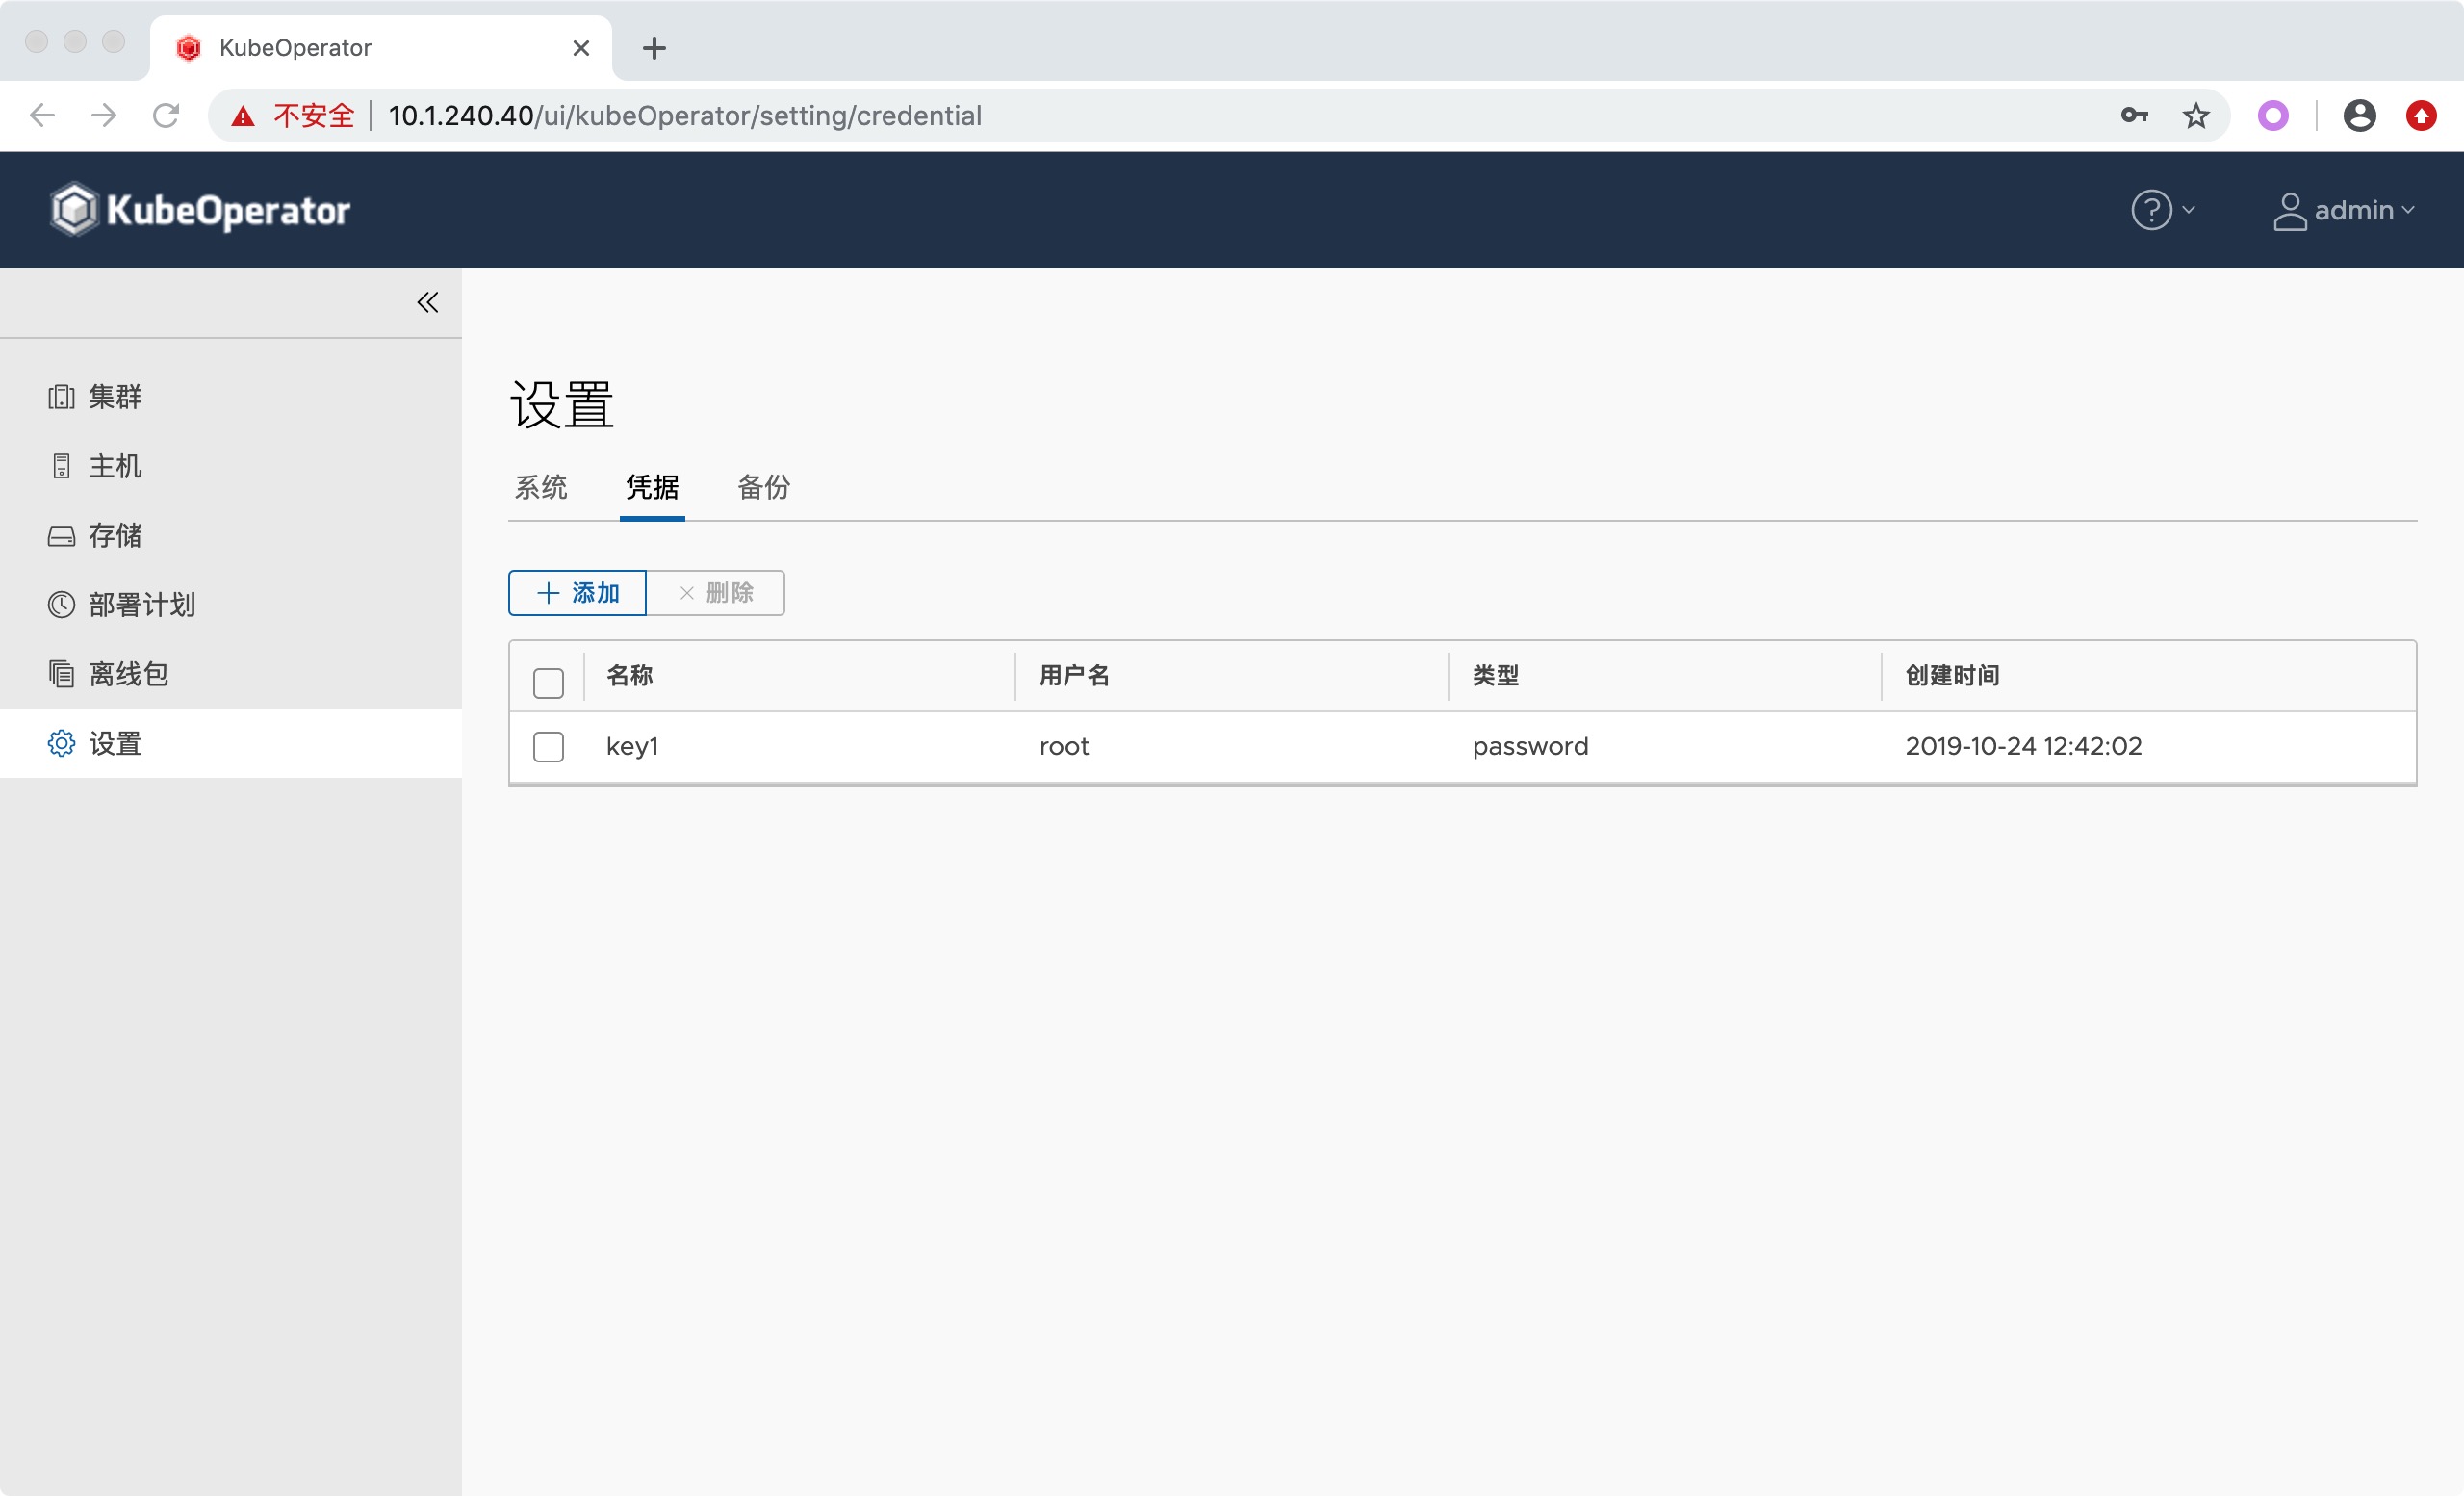 KubeOperator
不安全 | 10.1.240.40/ui/kubeOperator/setting/credential
KubeOperator
admin
集群
主机
存储
部署计划
离线包
设置
设置
系统 凭据 备份
添加 删除
名称 用户名 类型 创建时间
key1 root password 2019-10-24 12:42:02